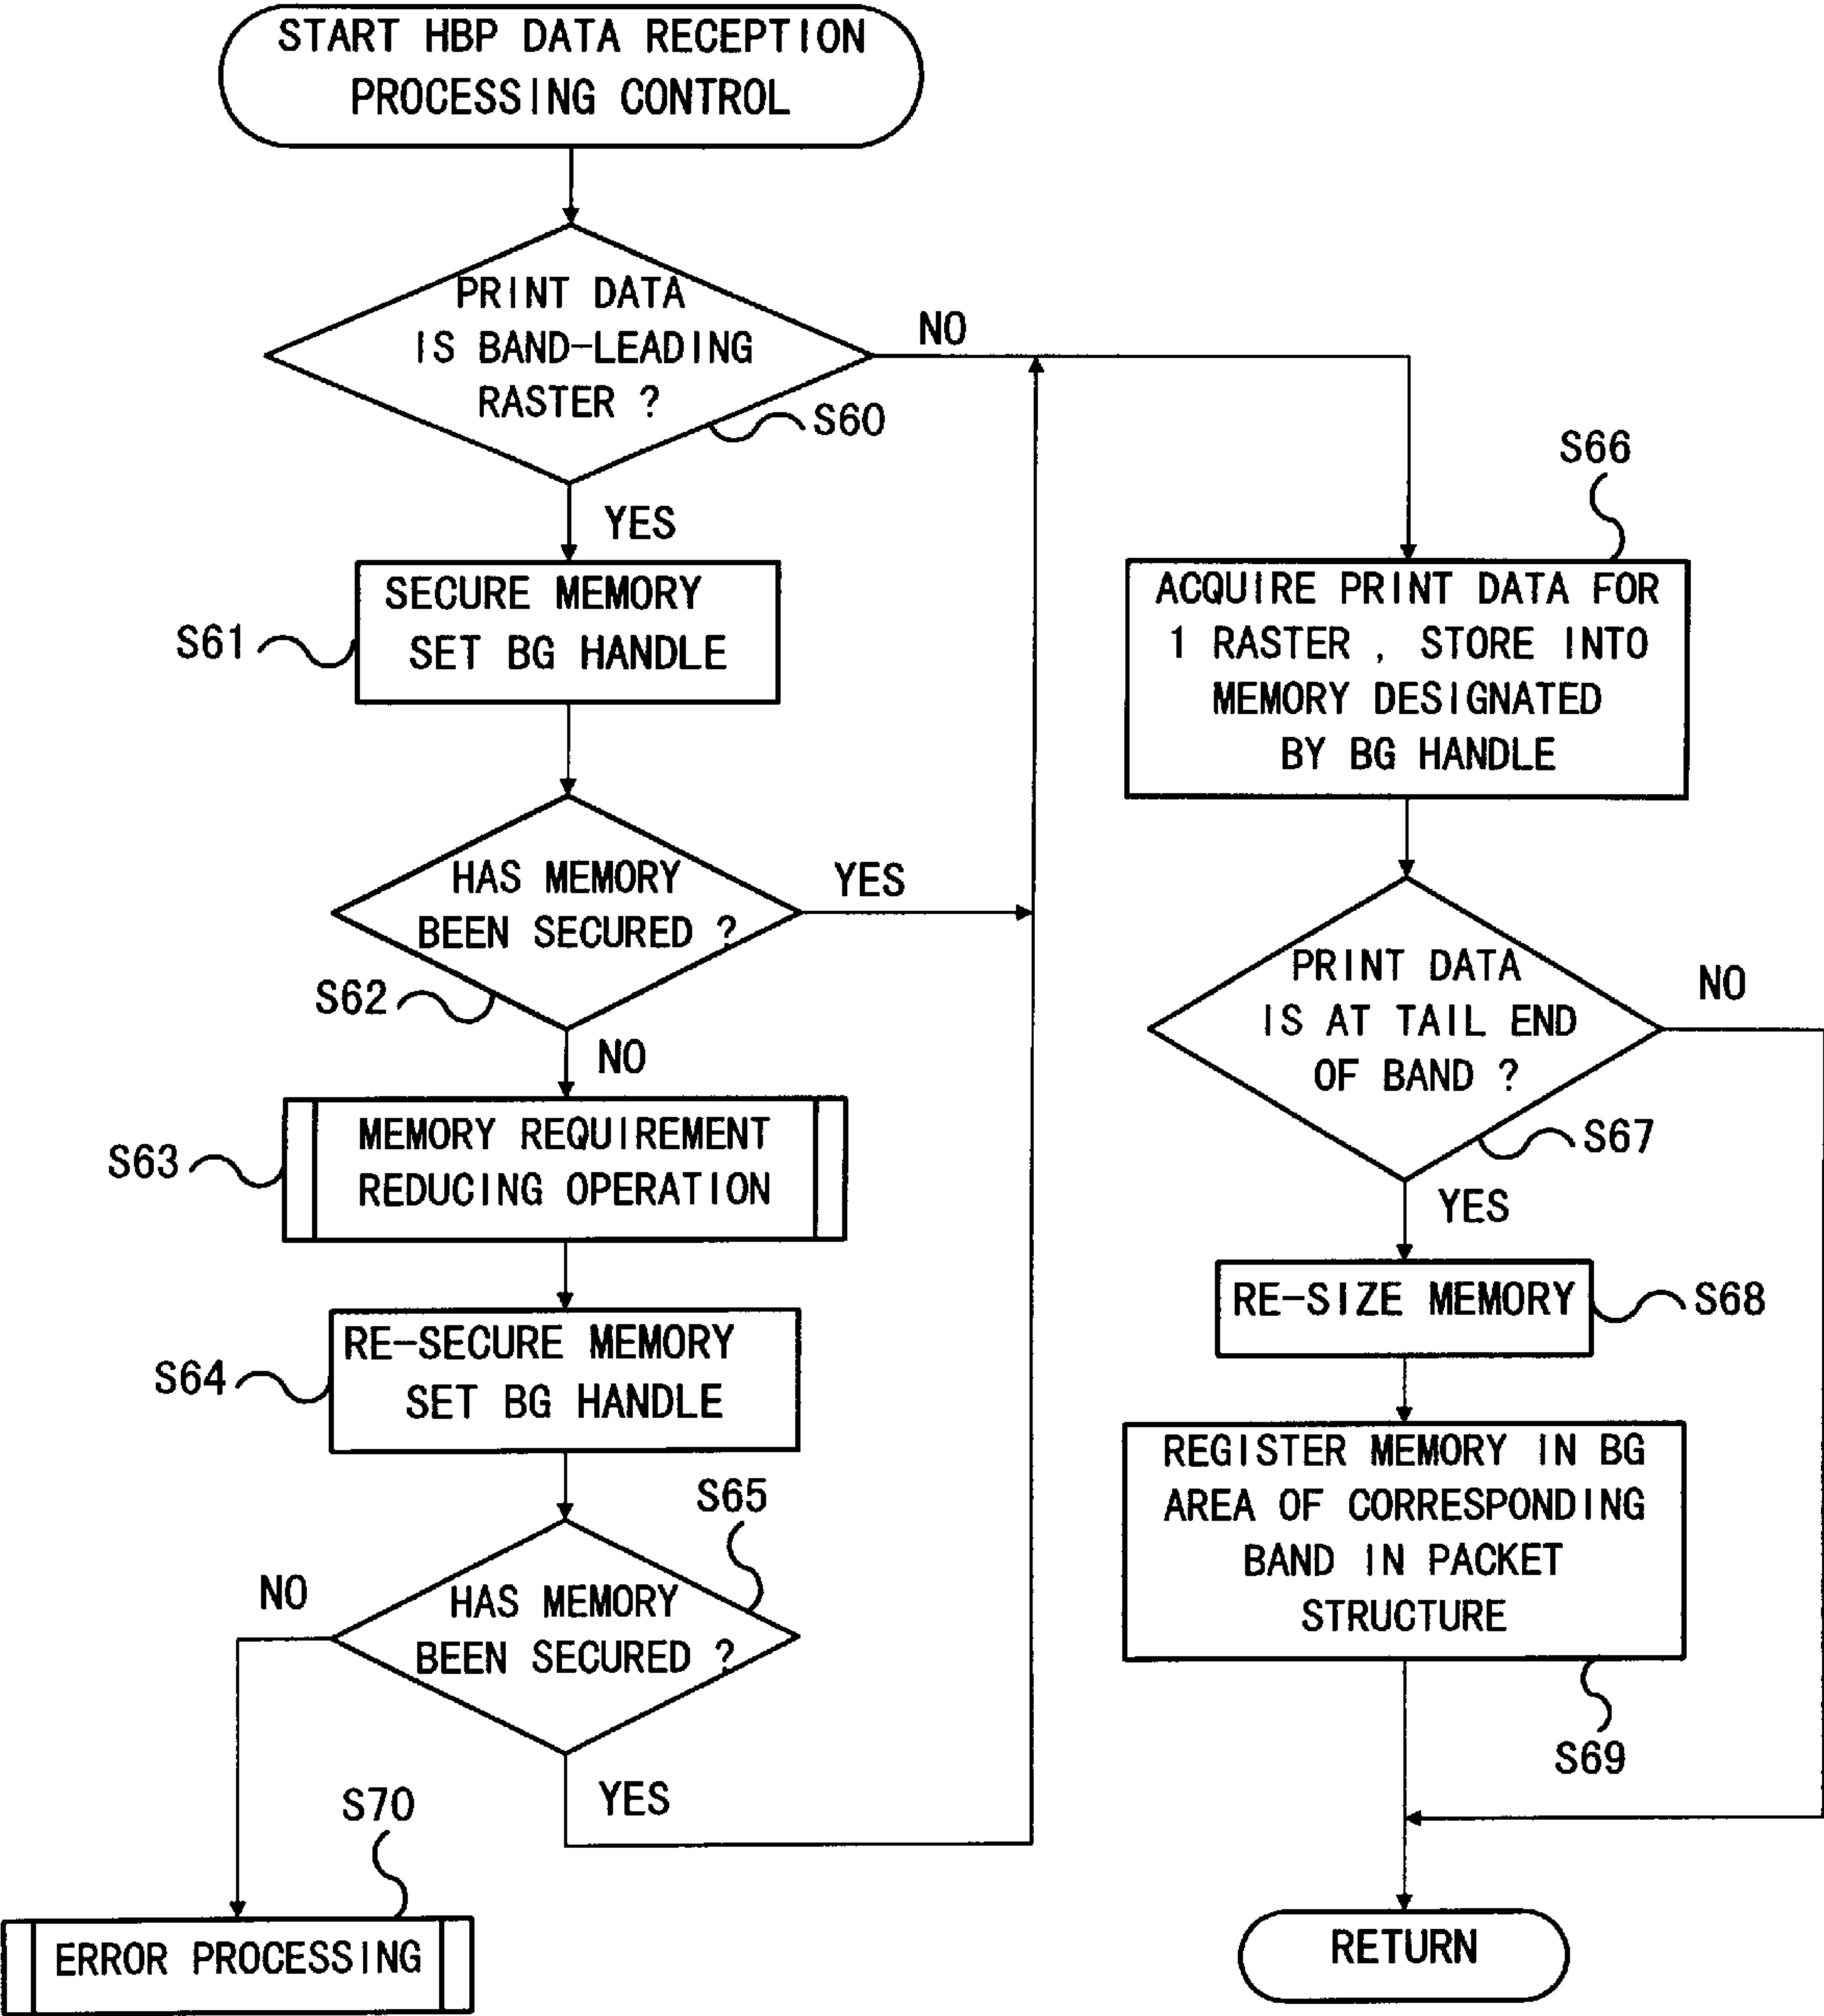 START HBP DATA RECEPTION
PROCESSING CONTROL
PRINT DATA
IS BAND-LEADING
RASTER ?
NO
S60
YES
SECURE MEMORY
SET BG HANDLE
S61
HAS MEMORY
BEEN SECURED ?
YES
S62
NO
MEMORY REQUIREMENT
REDUCING OPERATION
S63
RE-SECURE MEMORY
SET BG HANDLE
S64
S65
HAS MEMORY
BEEN SECURED ?
NO
YES
S70
ERROR PROCESSING
S66
ACQUIRE PRINT DATA FOR
1 RASTER , STORE INTO
MEMORY DESIGNATED
BY BG HANDLE
PRINT DATA
IS AT TAIL END
OF BAND ?
NO
S67
YES
RE-SIZE MEMORY
S68
REGISTER MEMORY IN BG
AREA OF CORRESPONDING
BAND IN PACKET
STRUCTURE
S69
RETURN